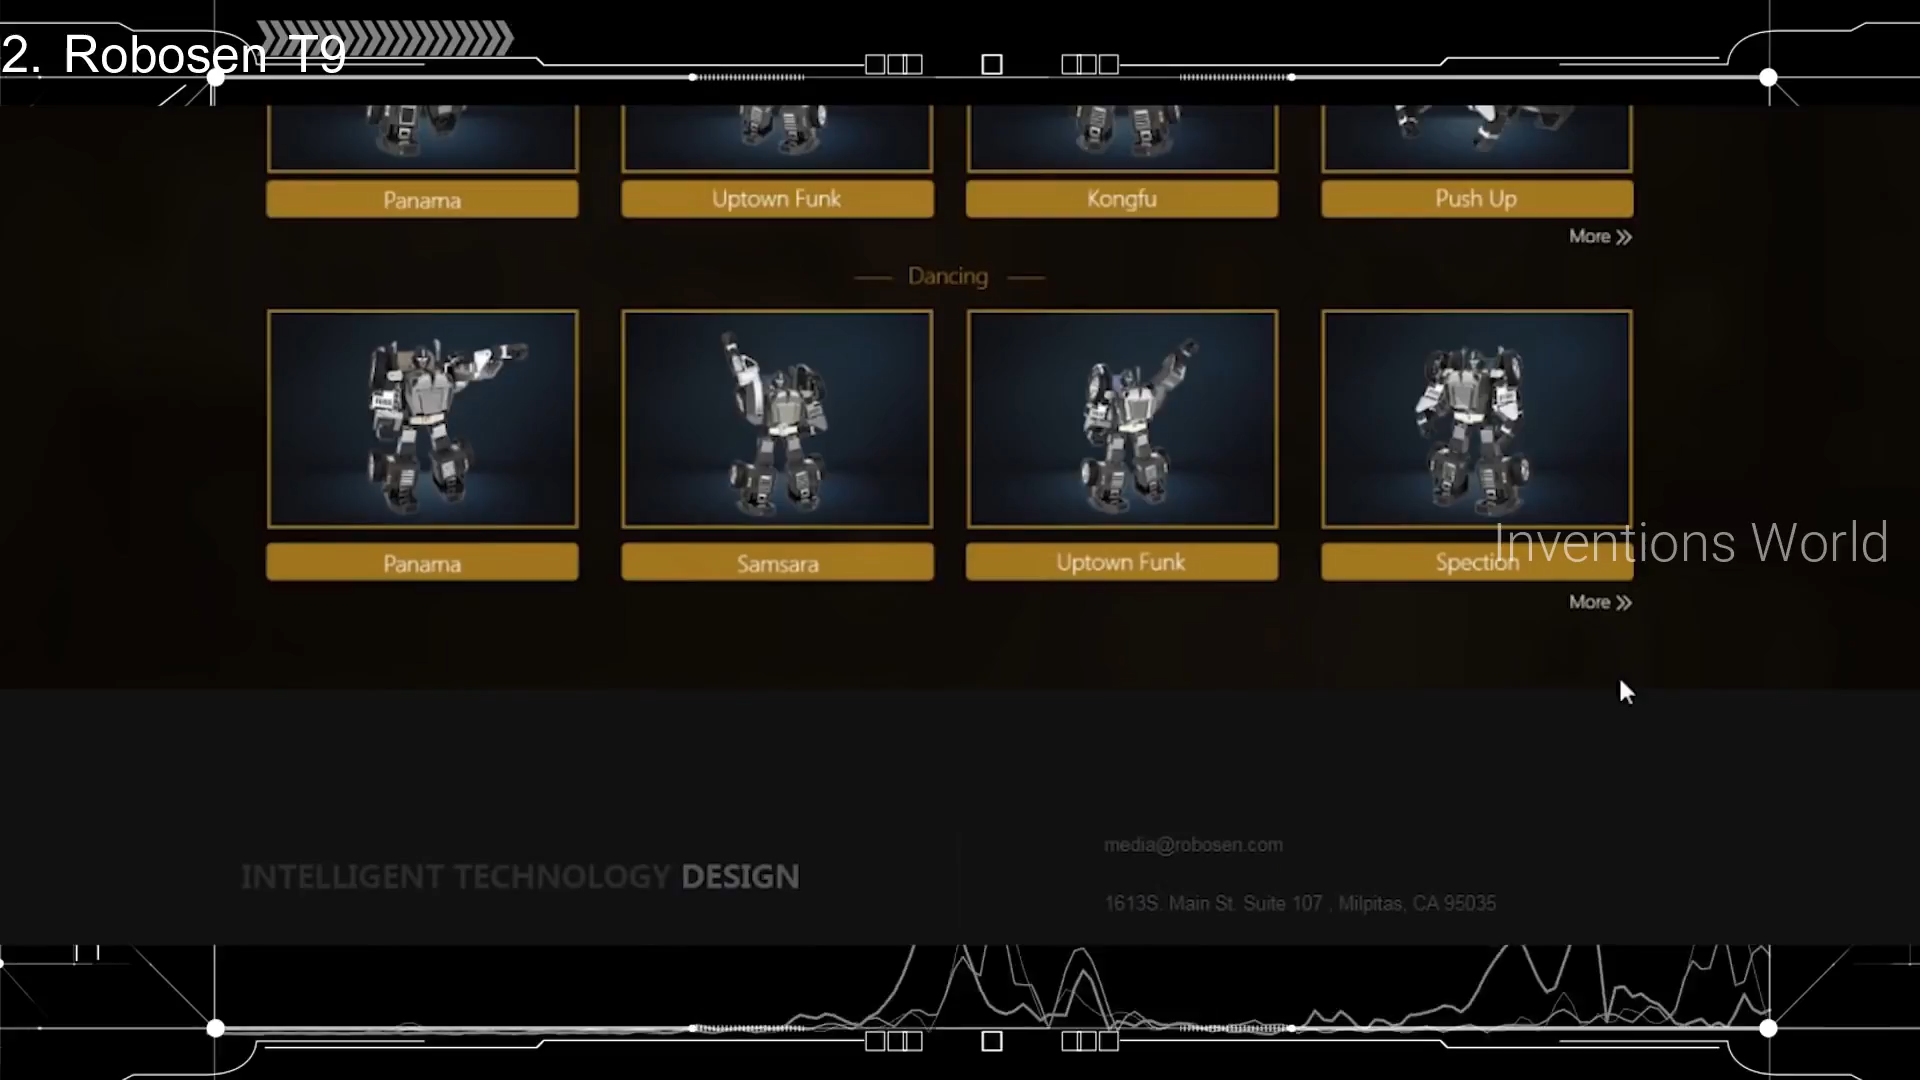 2. Robosen T9
Panama
Uptown Funk
Kongfu
Push Up
More
Dancing
Panama
Samsara
Uptown Funk
Spection
Inventions World
More
INTELLIGENT TECHNOLOGY DESIGN
media@robosen.com
1613S. Main St. Suite 107 , Milpitas, CA 95035